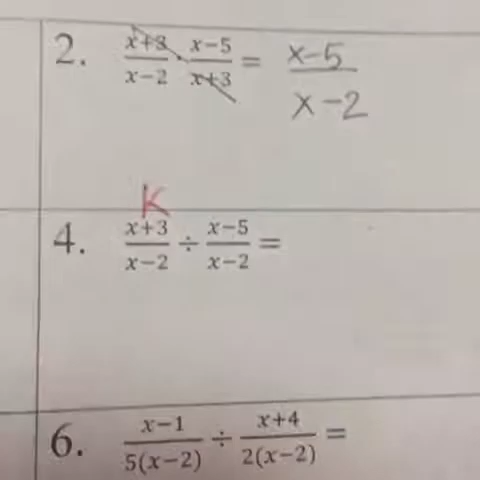 2. (x+3)/(x-2) · (x-5)/(x+3) = (x-5)/(x-2)
K
4. (x+3)/(x-2) ÷ (x-5)/(x-2) =
6. (x-1)/(5(x-2)) ÷ (x+4)/(2(x-2)) =